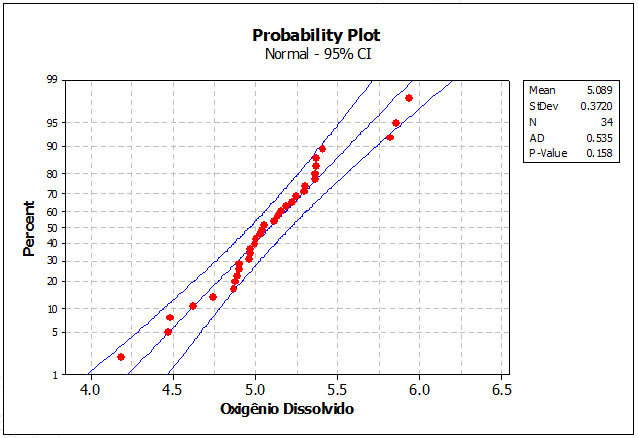 Probability Plot
Normal - 95% CI
99
95
90
80
70
60
50
40
30
20
10
5
1
Percent
4.0 4.5 5.0 5.5 6.0 6.5
Oxigênio Dissolvido
Mean 5.089
StDev 0.3720
N 34
AD 0.535
P-Value 0.158